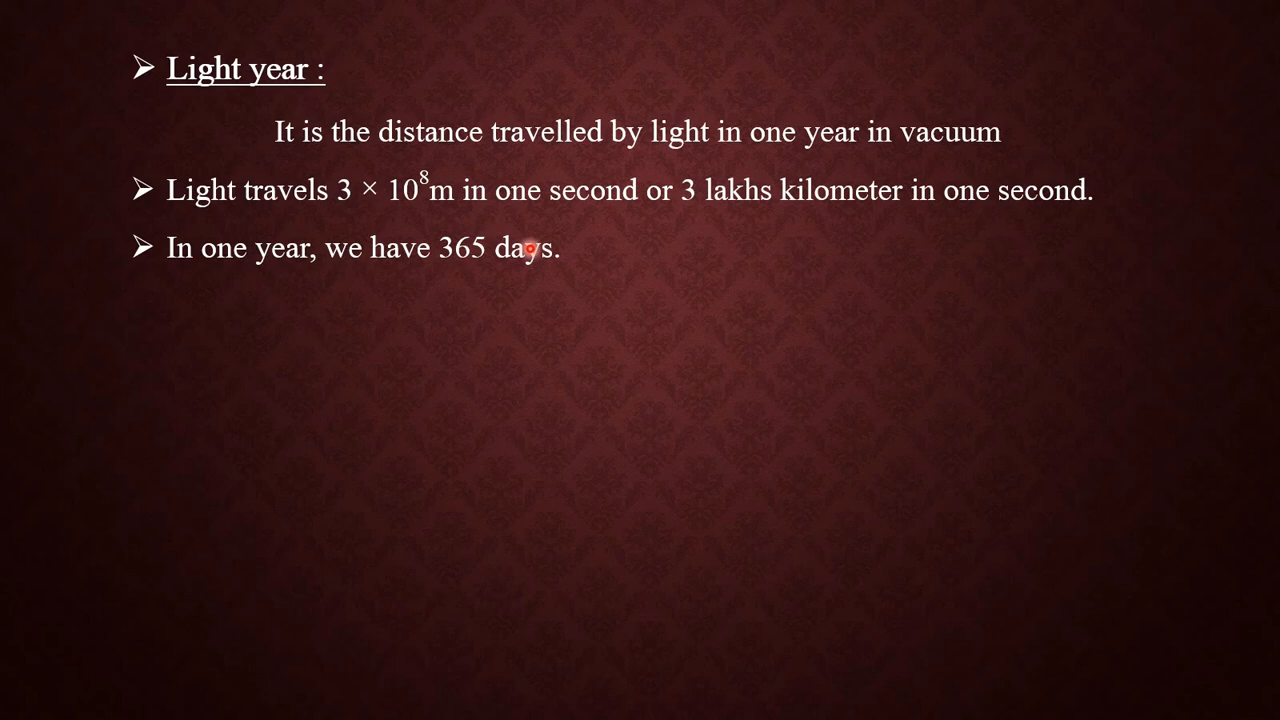 ➢ Light year :
It is the distance travelled by light in one year in vacuum
➢ Light travels 3 × 10⁸m in one second or 3 lakhs kilometer in one second.
➢ In one year, we have 365 days.